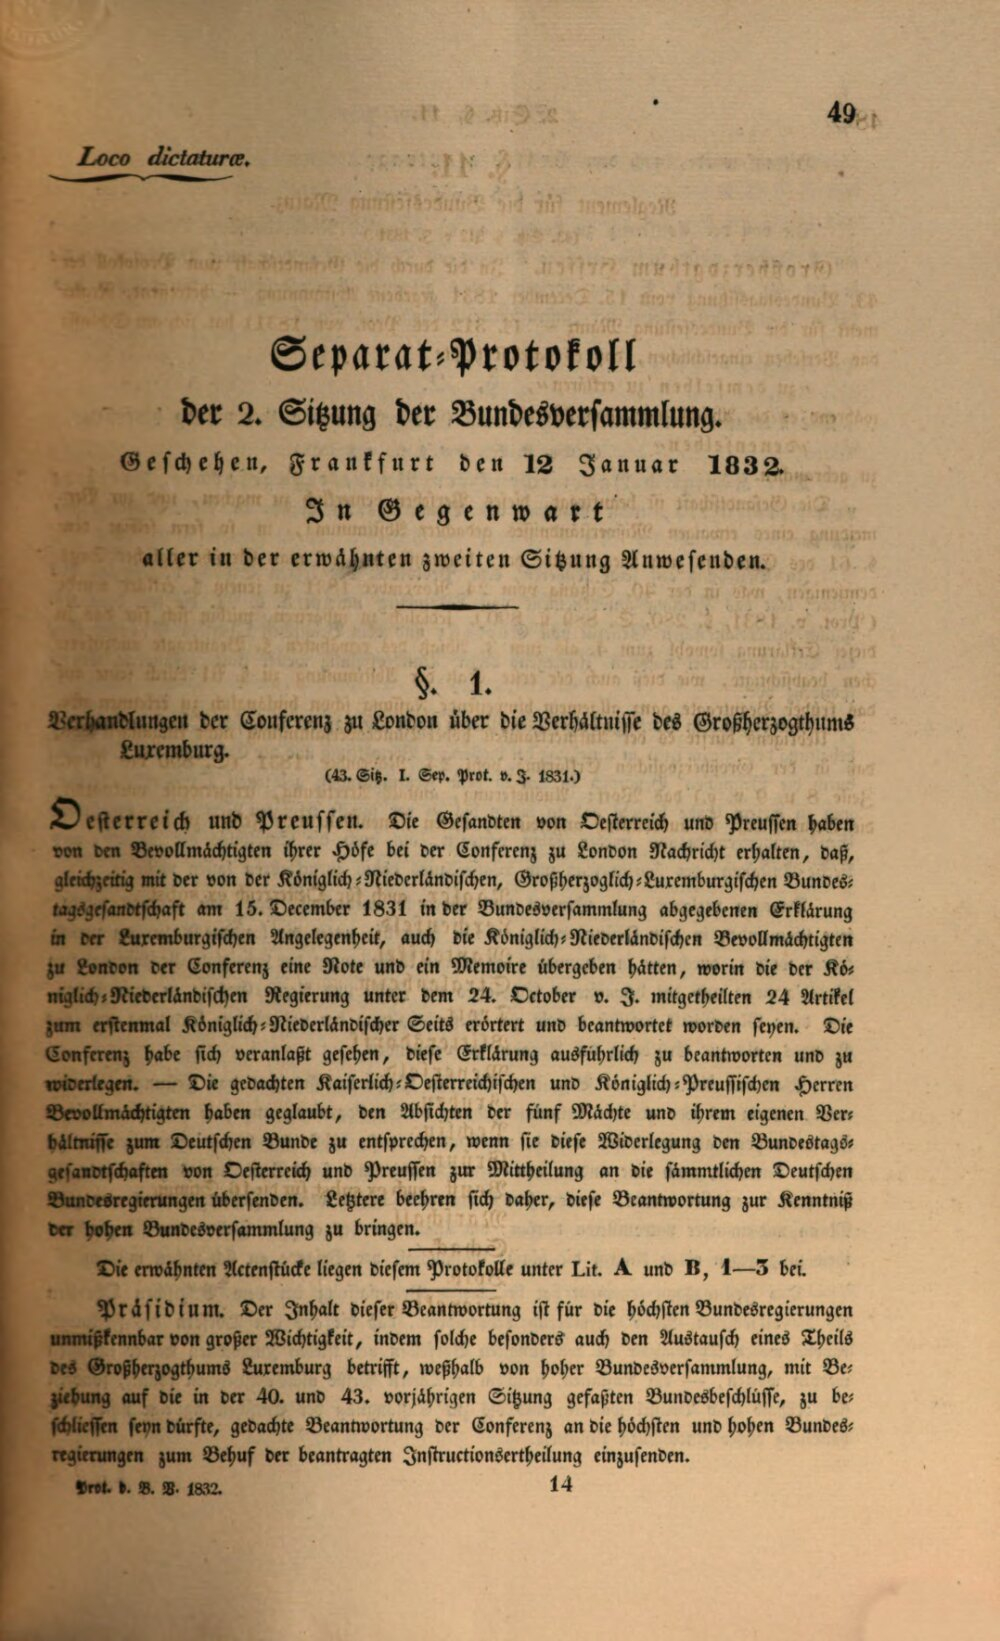 49
Loco dictaturæ.
Separat-Protokoll
der 2. Sitzung der Bundesversammlung.
Geschehen, Frankfurt den 12 Januar 1832.
In Gegenwart
aller in der erwähnten zweiten Sitzung Anwesenden.
§. 1.
Verhandlungen der Conferenz zu London über die Verhältnisse des Großherzogthums
Luxemburg.
(43. Sitz. I. Sep. Prot. v. J. 1831.)
Oesterreich und Preussen. Die Gesandten von Oesterreich und Preussen haben
von den Bevollmächtigten ihrer Höfe bei der Conferenz zu London Nachricht erhalten, daß,
gleichzeitig mit der von der Königlich-Niederländischen, Großherzoglich-Luxemburgischen Bundes-
tagsgesandtschaft am 15. December 1831 in der Bundesversammlung abgegebenen Erklärung
in der Luxemburgischen Angelegenheit, auch die Königlich-Niederländischen Bevollmächtigten
zu London der Conferenz eine Note und ein Memoire übergeben hätten, worin die der Kö-
niglich-Niederländischen Regierung unter dem 24. October v. J. mitgetheilten 24 Artikel
zum erstenmal Königlich-Niederländischer Seits erörtert und beantwortet worden seyen. Die
Conferenz habe sich veranlaßt gesehen, diese Erklärung ausführlich zu beantworten und zu
widerlegen. — Die gedachten Kaiserlich-Oesterreichischen und Königlich-Preussischen Herren
Bevollmächtigten haben geglaubt, den Absichten der fünf Mächte und ihrem eigenen Ver-
hältnisse zum Deutschen Bunde zu entsprechen, wenn sie diese Widerlegung den Bundestags-
gesandtschaften von Oesterreich und Preussen zur Mittheilung an die sämmtlichen Deutschen
Bundesregierungen übersenden. Letztere beehren sich daher, diese Beantwortung zur Kenntniß
der hohen Bundesversammlung zu bringen.
Die erwähnten Actenstücke liegen diesem Protokolle unter Lit. A und B, 1—3 bei.
Präsidium. Der Inhalt dieser Beantwortung ist für die höchsten Bundesregierungen
unmißkennbar von großer Wichtigkeit, indem solche besonders auch den Austausch eines Theils
des Großherzogthums Luxemburg betrifft, weßhalb von hoher Bundesversammlung, mit Be-
ziehung auf die in der 40. und 43. vorjährigen Sitzung gefaßten Bundesbeschlüsse, zu be-
schliessen seyn dürfte, gedachte Beantwortung der Conferenz an die höchsten und hohen Bundes-
regierungen zum Behuf der beantragten Instructionsertheilung einzusenden.
Prot. d. B. V. 1832.
14